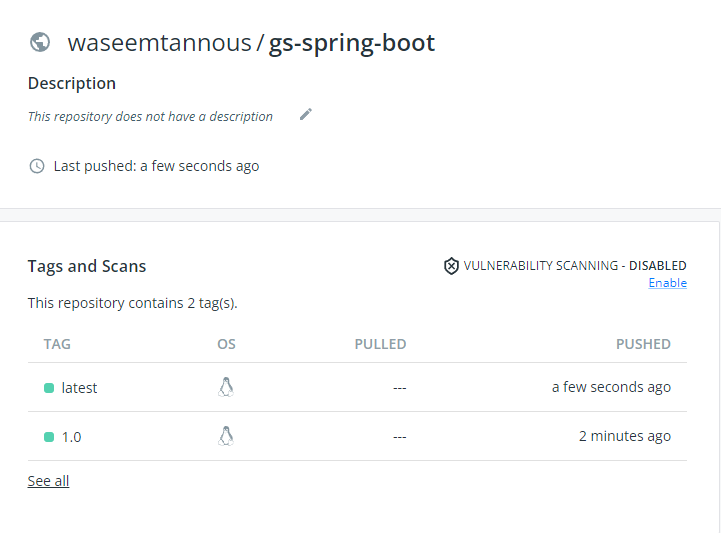 waseemtannous / gs-spring-boot
Description
This repository does not have a description
Last pushed: a few seconds ago
Tags and Scans
VULNERABILITY SCANNING - DISABLED
Enable
This repository contains 2 tag(s).
TAG OS PULLED PUSHED
latest --- a few seconds ago
1.0 --- 2 minutes ago
See all